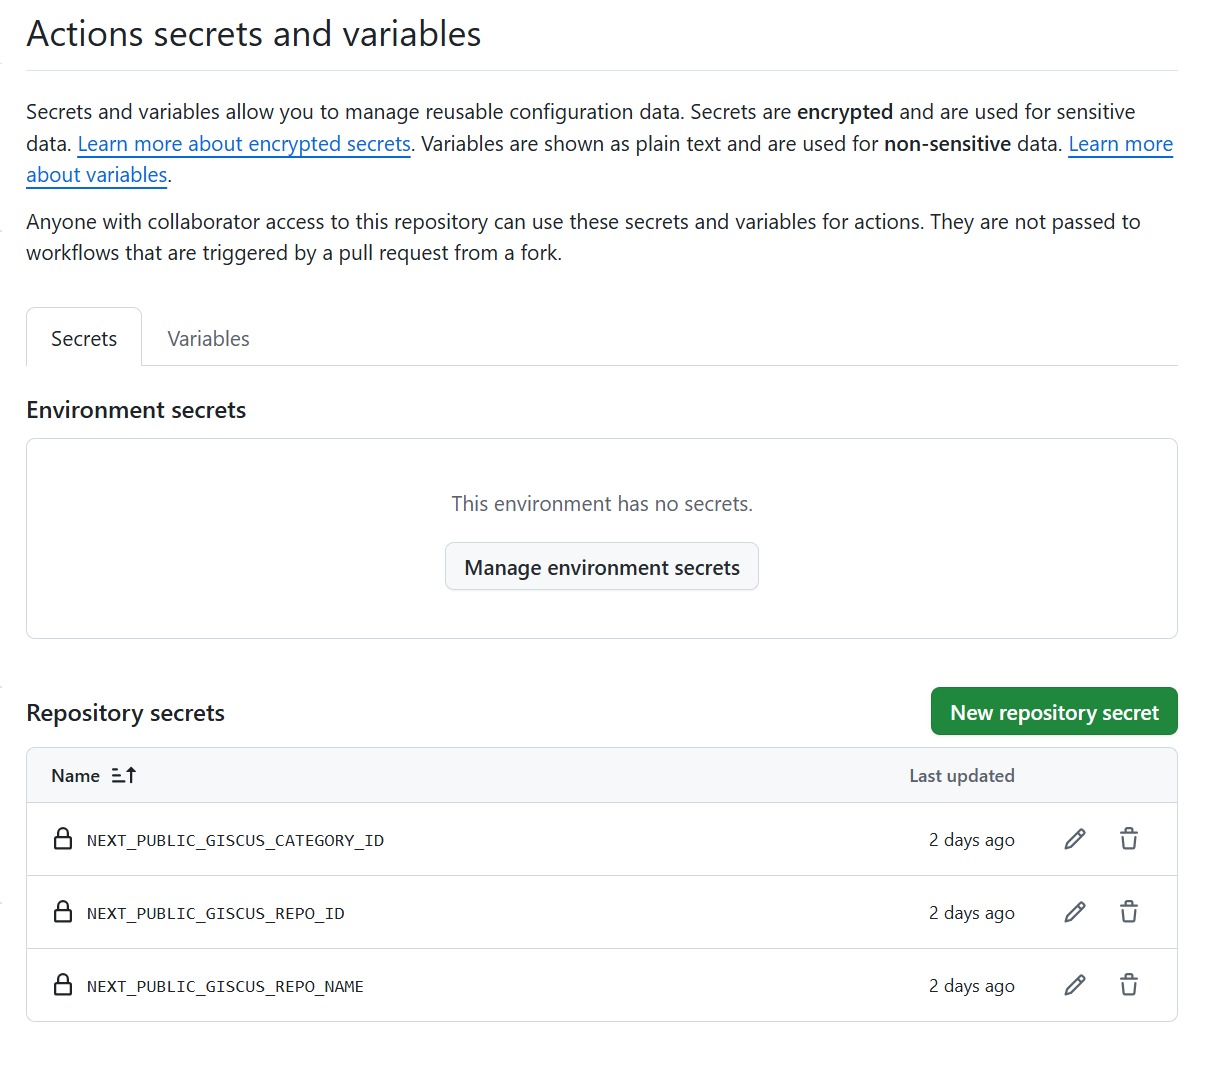 Actions secrets and variables
Secrets and variables allow you to manage reusable configuration data. Secrets are encrypted and are used for sensitive
data. Learn more about encrypted secrets. Variables are shown as plain text and are used for non-sensitive data. Learn more
about variables.
Anyone with collaborator access to this repository can use these secrets and variables for actions. They are not passed to
workflows that are triggered by a pull request from a fork.
Secrets Variables
Environment secrets
This environment has no secrets.
Manage environment secrets
Repository secrets New repository secret
Name Last updated
NEXT_PUBLIC_GISCUS_CATEGORY_ID 2 days ago
NEXT_PUBLIC_GISCUS_REPO_ID 2 days ago
NEXT_PUBLIC_GISCUS_REPO_NAME 2 days ago